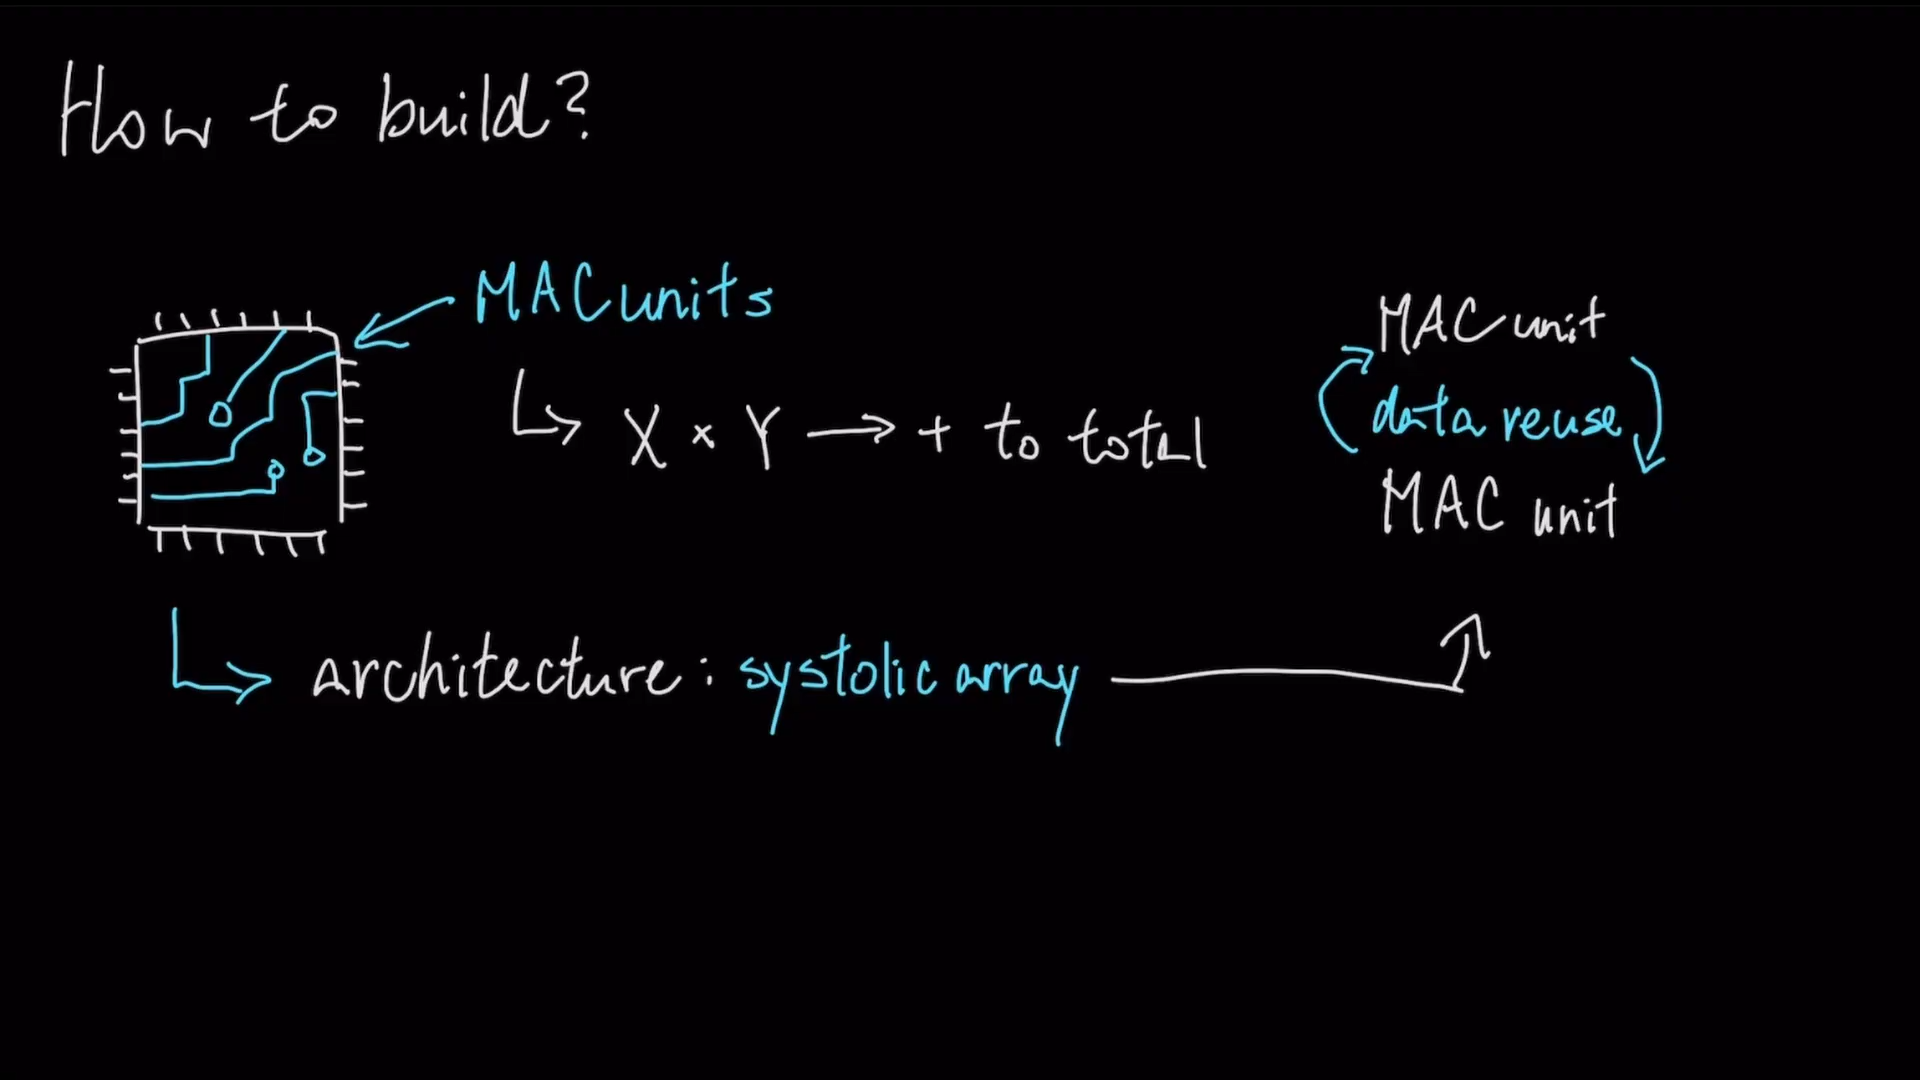 How to build?
MAC units
X × Y → + to total
MAC unit
data reuse
MAC unit
architecture: systolic array